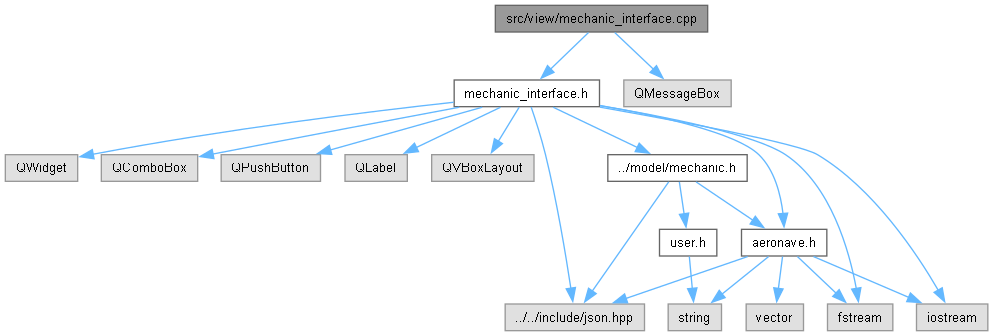 src/view/mechanic_interface.cpp
mechanic_interface.h
QMessageBox
QWidget
QComboBox
QPushButton
QLabel
QVBoxLayout
../model/mechanic.h
user.h
aeronave.h
../../include/json.hpp
string
vector
fstream
iostream